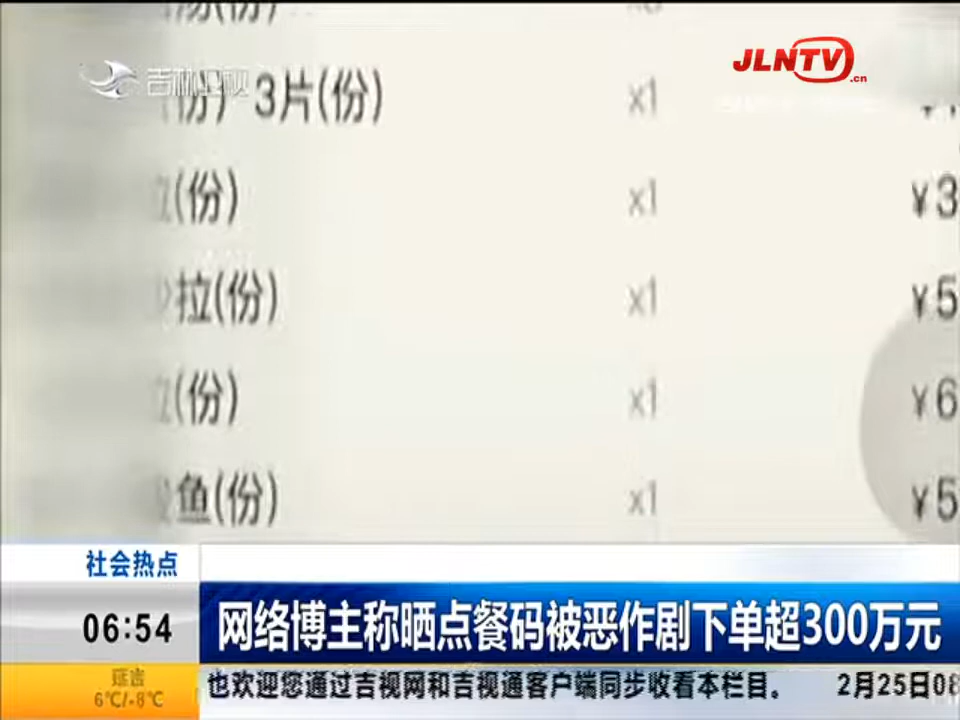 JLNTV.cn
吉林卫视
3片(份) x1
(份) x1 ¥3
拉(份) x1 ¥5
(份) x1 ¥6
鱼(份) x1 ¥5
社会热点
06:54
网络博主称晒点餐码被恶作剧下单超300万元
延吉
6℃/-8℃
也欢迎您通过吉视网和吉视通客户端同步收看本栏目。 2月25日